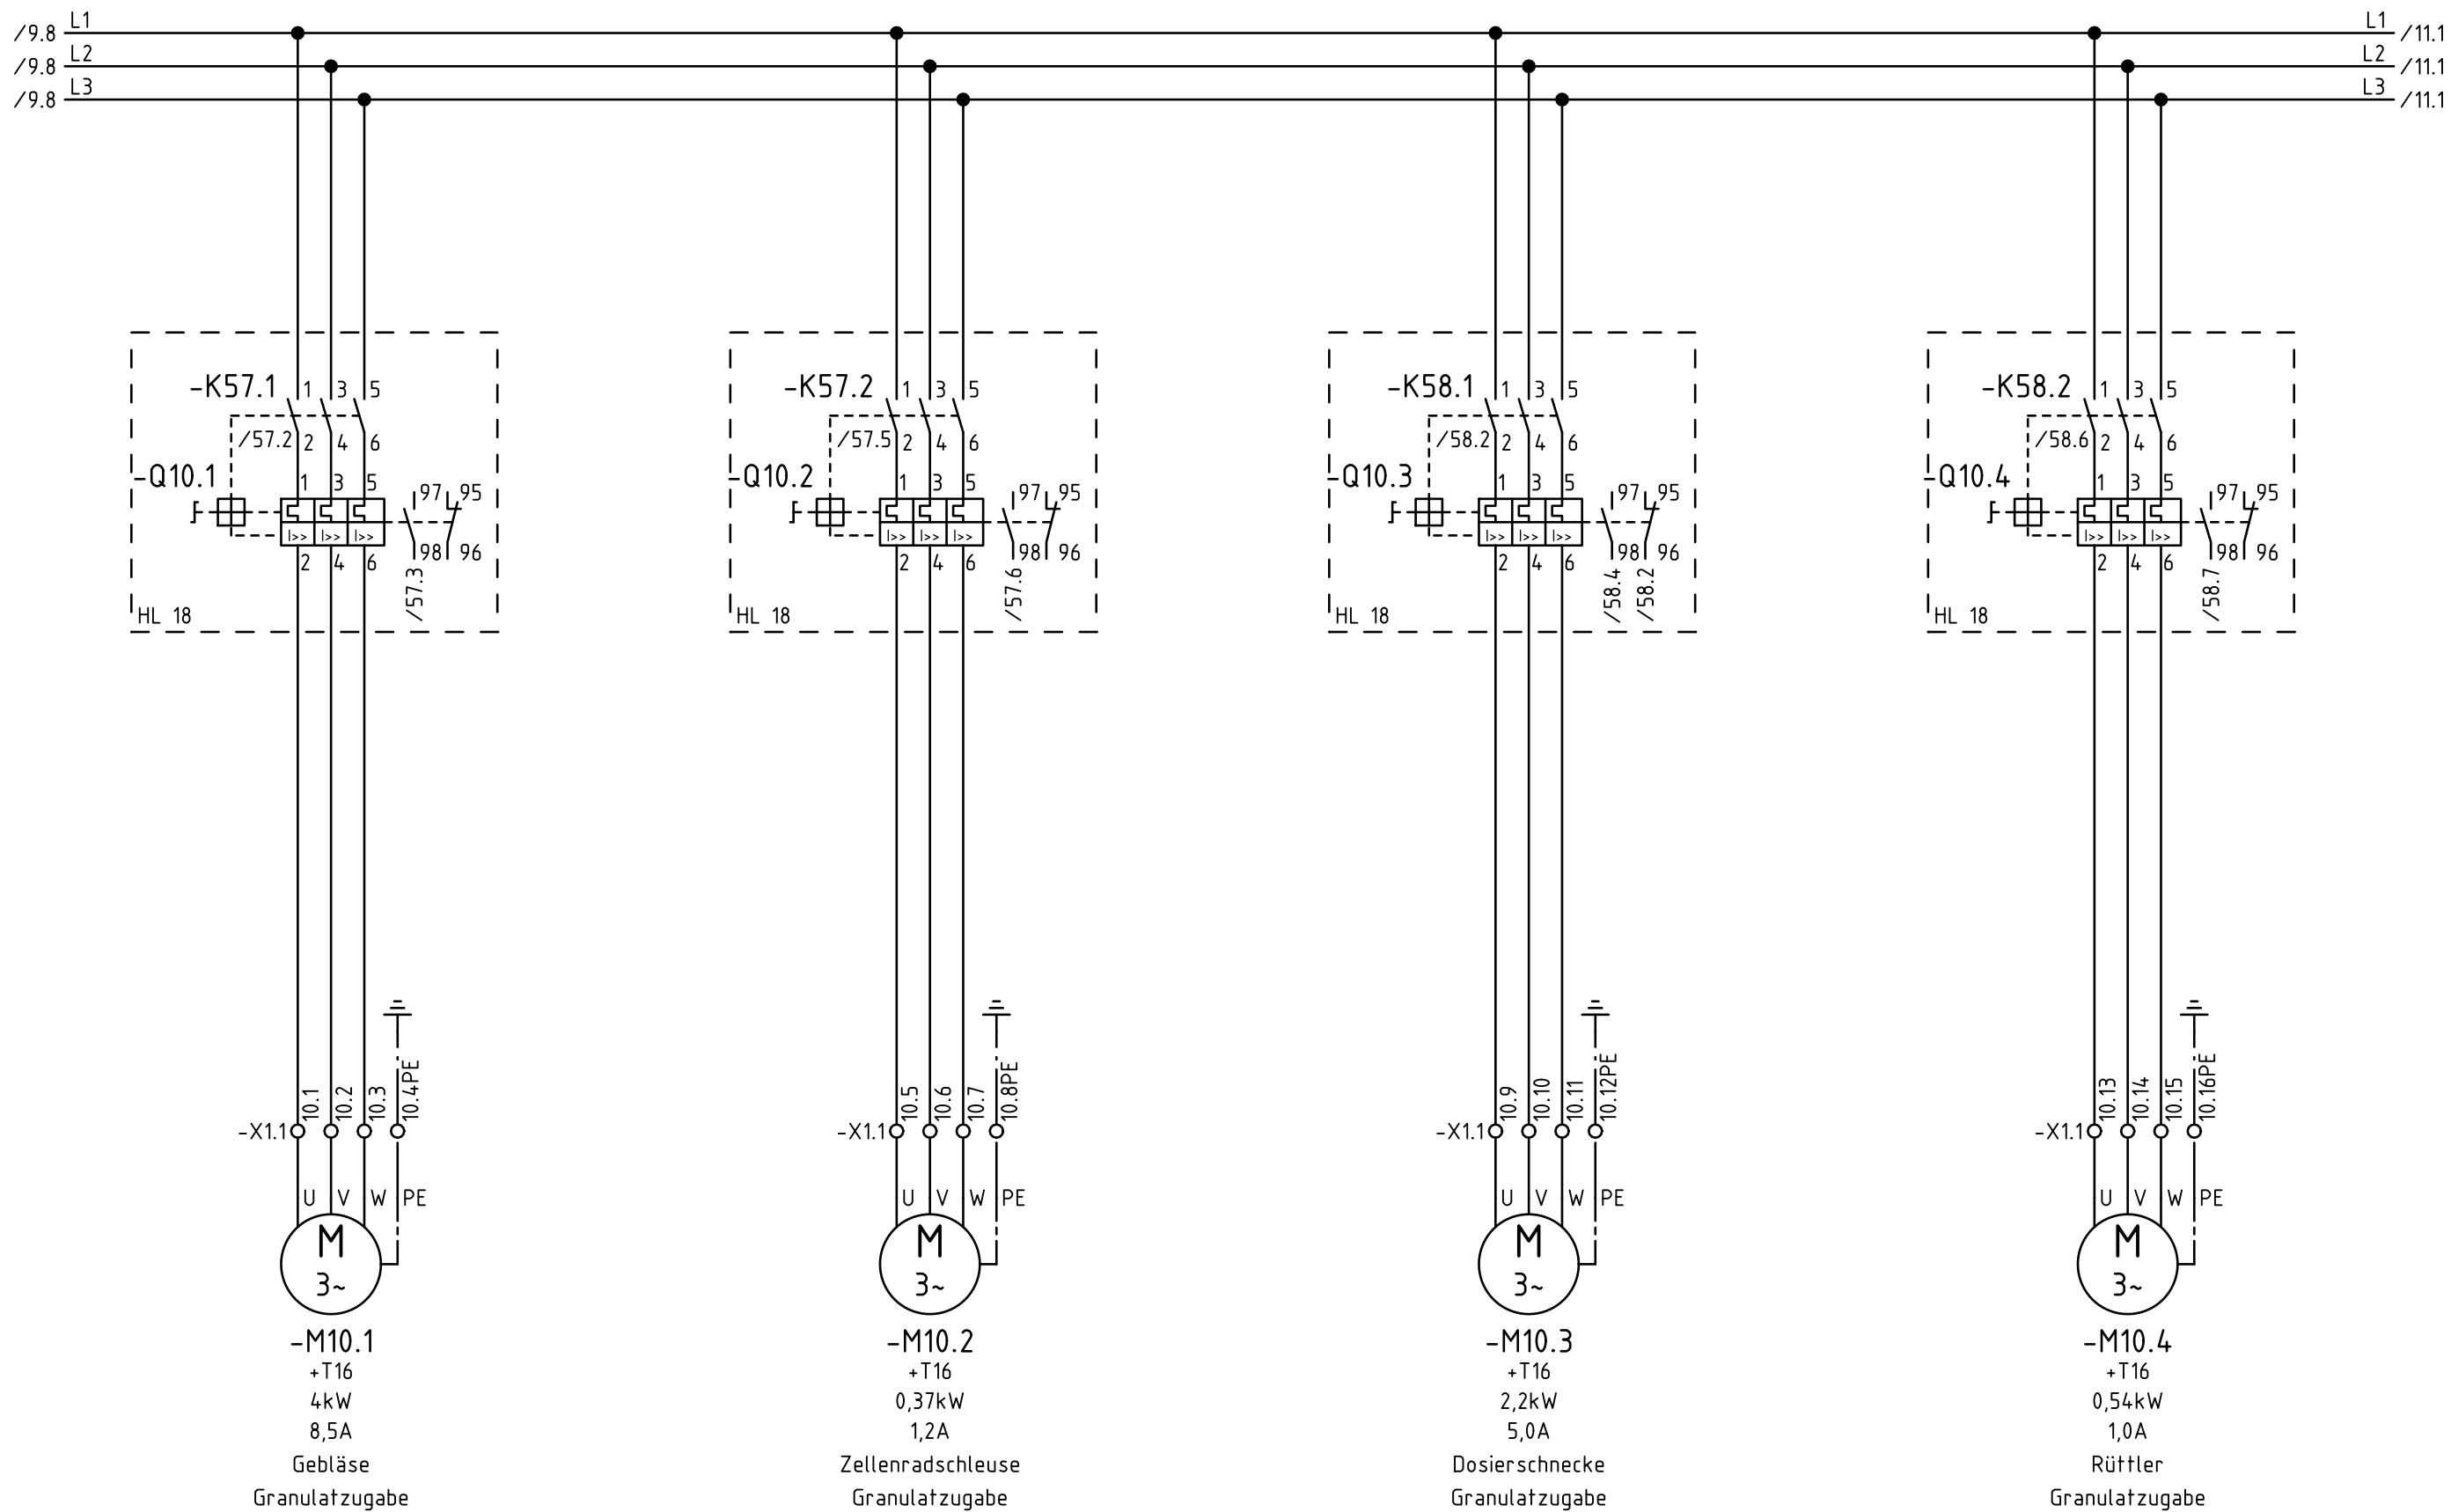 /9.8 L1 L1 /11.1
/9.8 L2 L2 /11.1
/9.8 L3 L3 /11.1
-K57.1 1 3 5
/57.2 2 4 6
-Q10.1 1 3 5
97 95
I>> I>> I>>
98 96
2 4 6
/57.3
HL 18
-K57.2 1 3 5
/57.5 2 4 6
-Q10.2 1 3 5
97 95
I>> I>> I>>
98 96
2 4 6
/57.6
HL 18
-K58.1 1 3 5
/58.2 2 4 6
-Q10.3 1 3 5
97 95
I>> I>> I>>
98 96
2 4 6
/58.4 /58.2
HL 18
-K58.2 1 3 5
/58.6 2 4 6
-Q10.4 1 3 5
97 95
I>> I>> I>>
98 96
2 4 6
/58.7
HL 18
10.1 10.2 10.3 10.4PE
-X1.1
U V W PE
M
3~
-M10.1
+T16
4kW
8,5A
Gebläse
Granulatzugabe
10.5 10.6 10.7 10.8PE
-X1.1
U V W PE
M
3~
-M10.2
+T16
0,37kW
1,2A
Zellenradschleuse
Granulatzugabe
10.9 10.10 10.11 10.12PE
-X1.1
U V W PE
M
3~
-M10.3
+T16
2,2kW
5,0A
Dosierschnecke
Granulatzugabe
10.13 10.14 10.15 10.16PE
-X1.1
U V W PE
M
3~
-M10.4
+T16
0,54kW
1,0A
Rüttler
Granulatzugabe